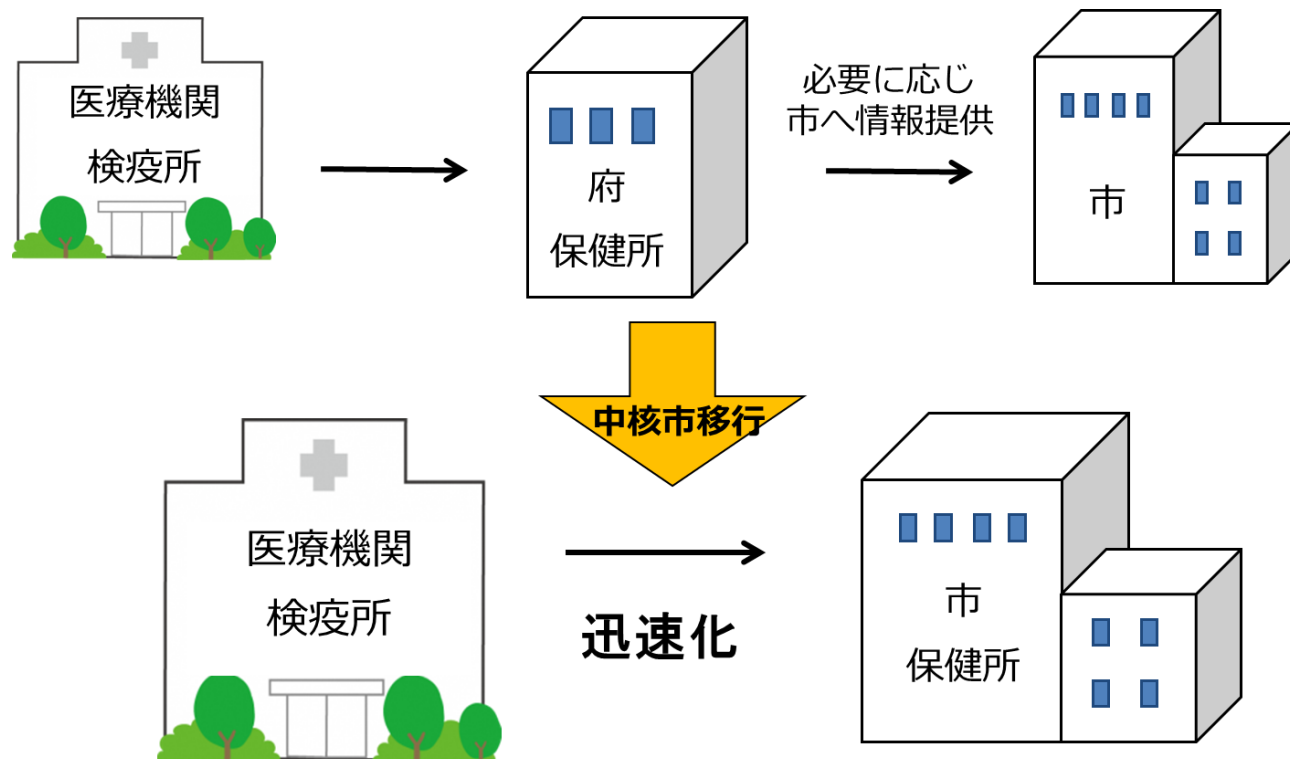 医療機関
検疫所
府
保健所
必要に応じ
市へ情報提供
市
中核市移行
医療機関
検疫所
迅速化
市
保健所